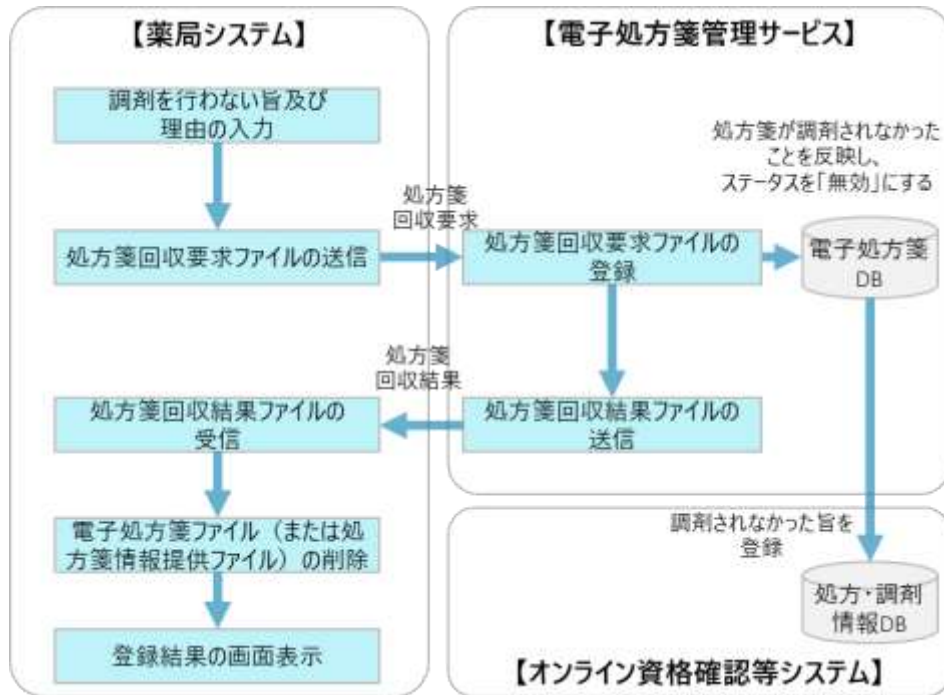 【薬局システム】
調剤を行わない旨及び
理由の入力
処方箋回収要求ファイルの送信
処方箋
回収要求
処方箋
回収結果
処方箋回収結果ファイルの
受信
電子処方箋ファイル（または処
方箋情報提供ファイル）の削除
登録結果の画面表示
【電子処方箋管理サービス】
処方箋が調剤されなかった
ことを反映し、
ステータスを「無効」にする
処方箋回収要求ファイルの
登録
電子処方箋
DB
処方箋回収結果ファイルの
送信
調剤されなかった旨を
登録
処方・調剤
情報DB
【オンライン資格確認等システム】